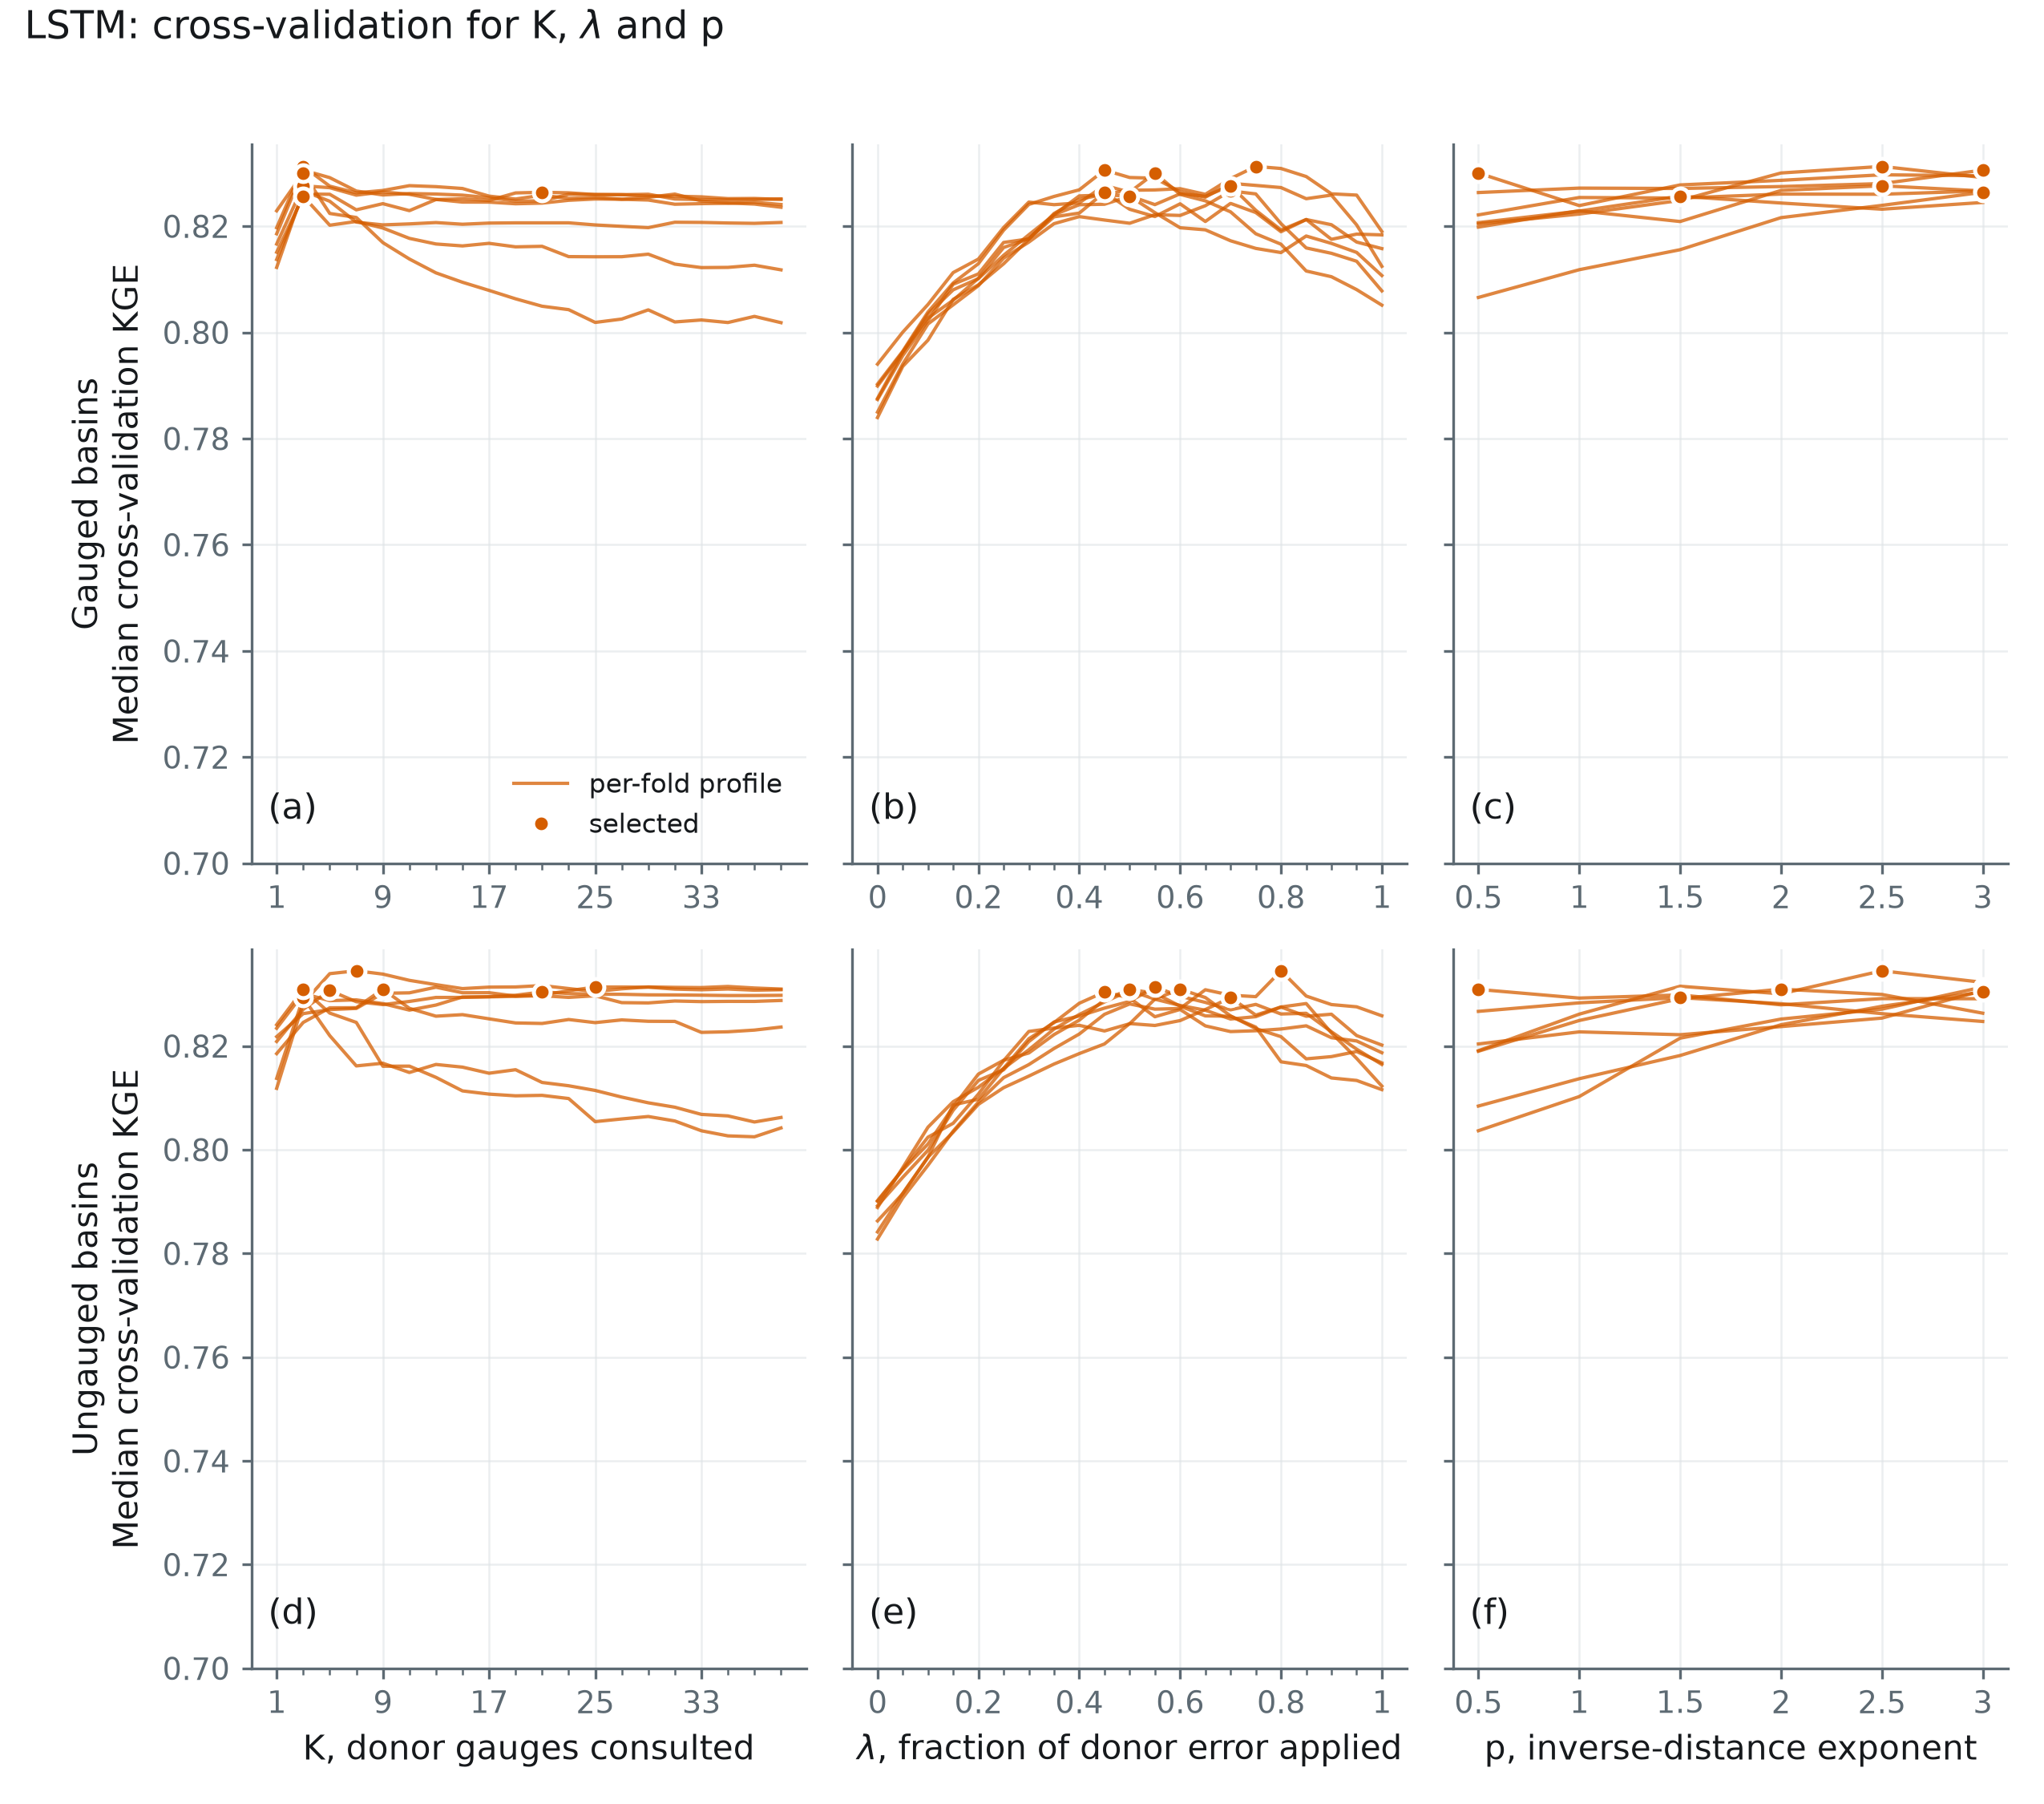 LSTM: cross-validation for K, λ and p
Gauged basins
Median cross-validation KGE
0.82
0.80
0.78
0.76
0.74
0.72
0.70
(a)
per-fold profile
selected
1 9 17 25 33
(b)
0 0.2 0.4 0.6 0.8 1
(c)
0.5 1 1.5 2 2.5 3
Ungauged basins
Median cross-validation KGE
0.82
0.80
0.78
0.76
0.74
0.72
0.70
(d)
1 9 17 25 33
K, donor gauges consulted
(e)
0 0.2 0.4 0.6 0.8 1
λ, fraction of donor error applied
(f)
0.5 1 1.5 2 2.5 3
p, inverse-distance exponent